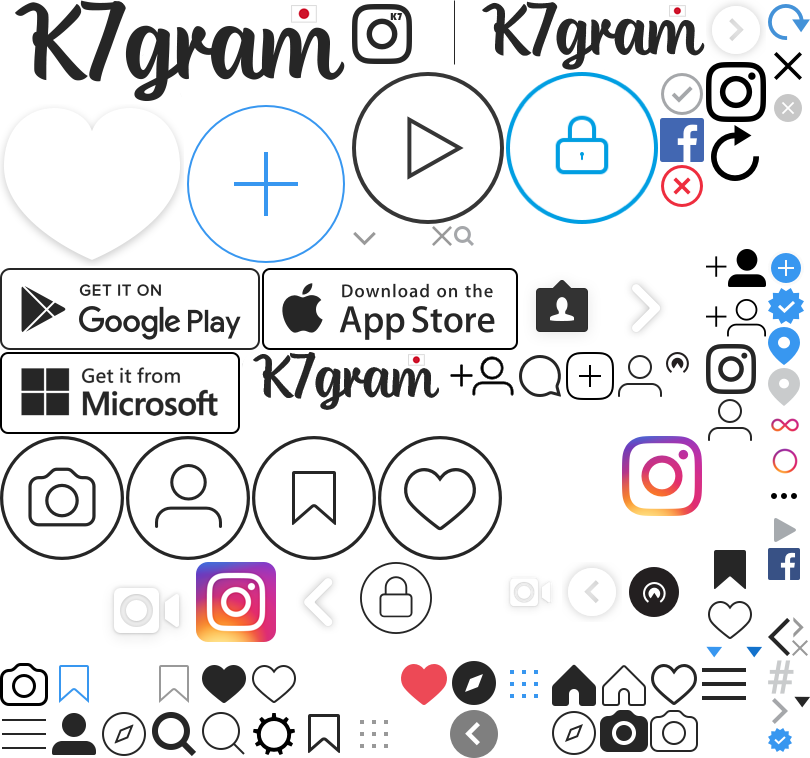 K7gram
K7
K7gram
GET IT ON
Google Play
Download on the
App Store
Get it from
Microsoft
K7gram
#